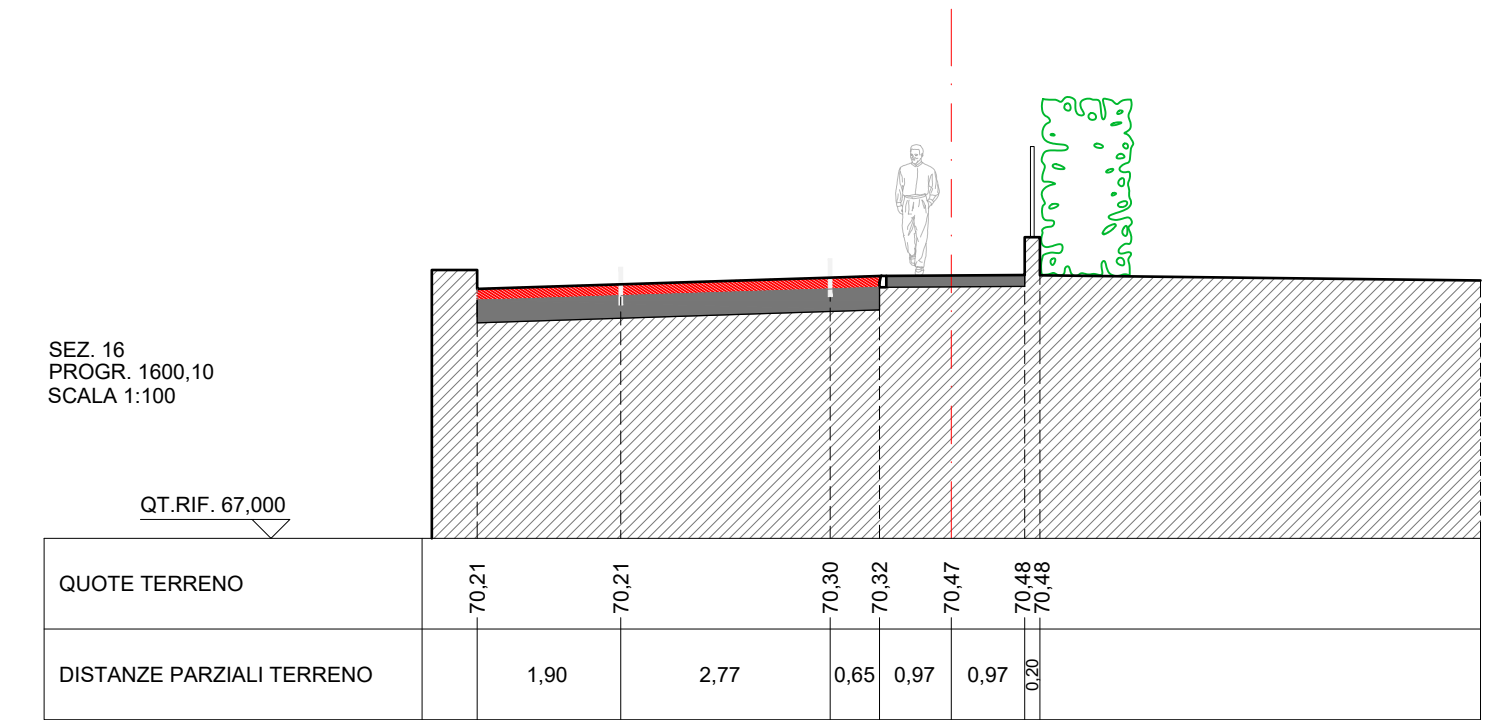 SEZ. 16
PROGR. 1600,10
SCALA 1:100
QT.RIF. 67,000
QUOTE TERRENO 70,21 70,21 70,30 70,32 70,47 70,48 70,48
DISTANZE PARZIALI TERRENO 1,90 2,77 0,65 0,97 0,97 0,20